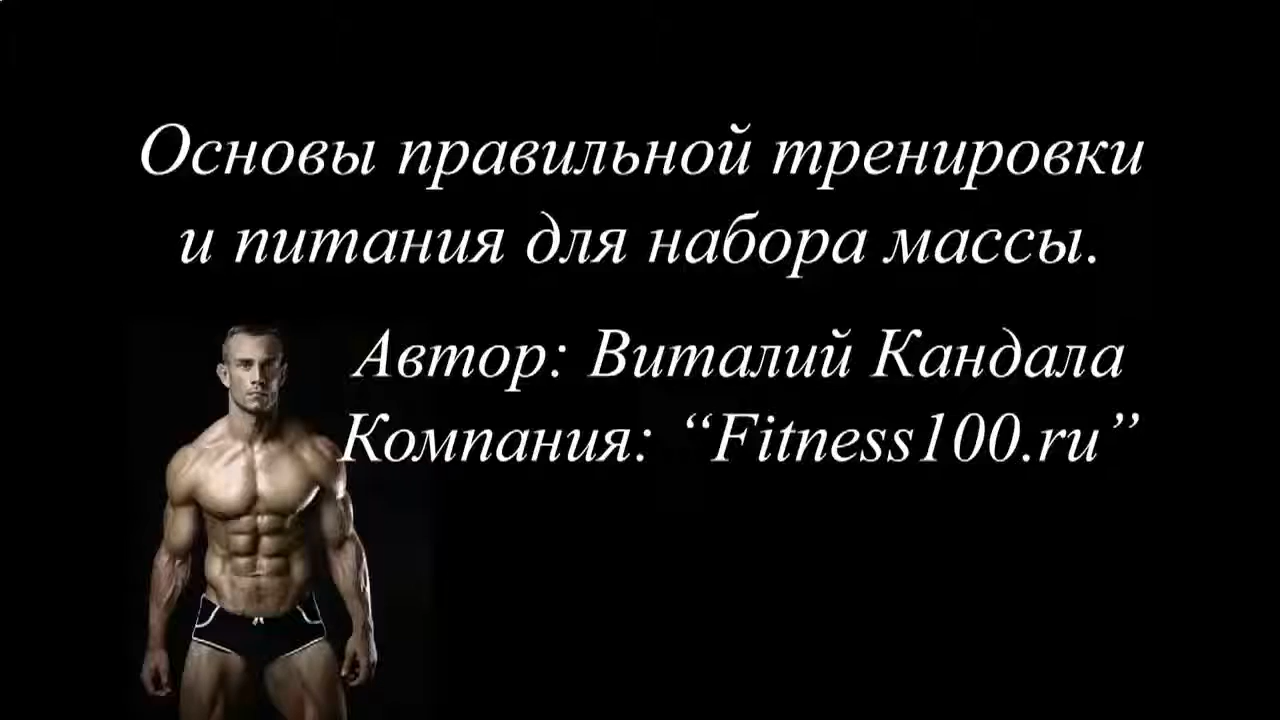 Основы правильной тренировки
и питания для набора массы.
Автор: Виталий Кандала
Компания: “Fitness100.ru”